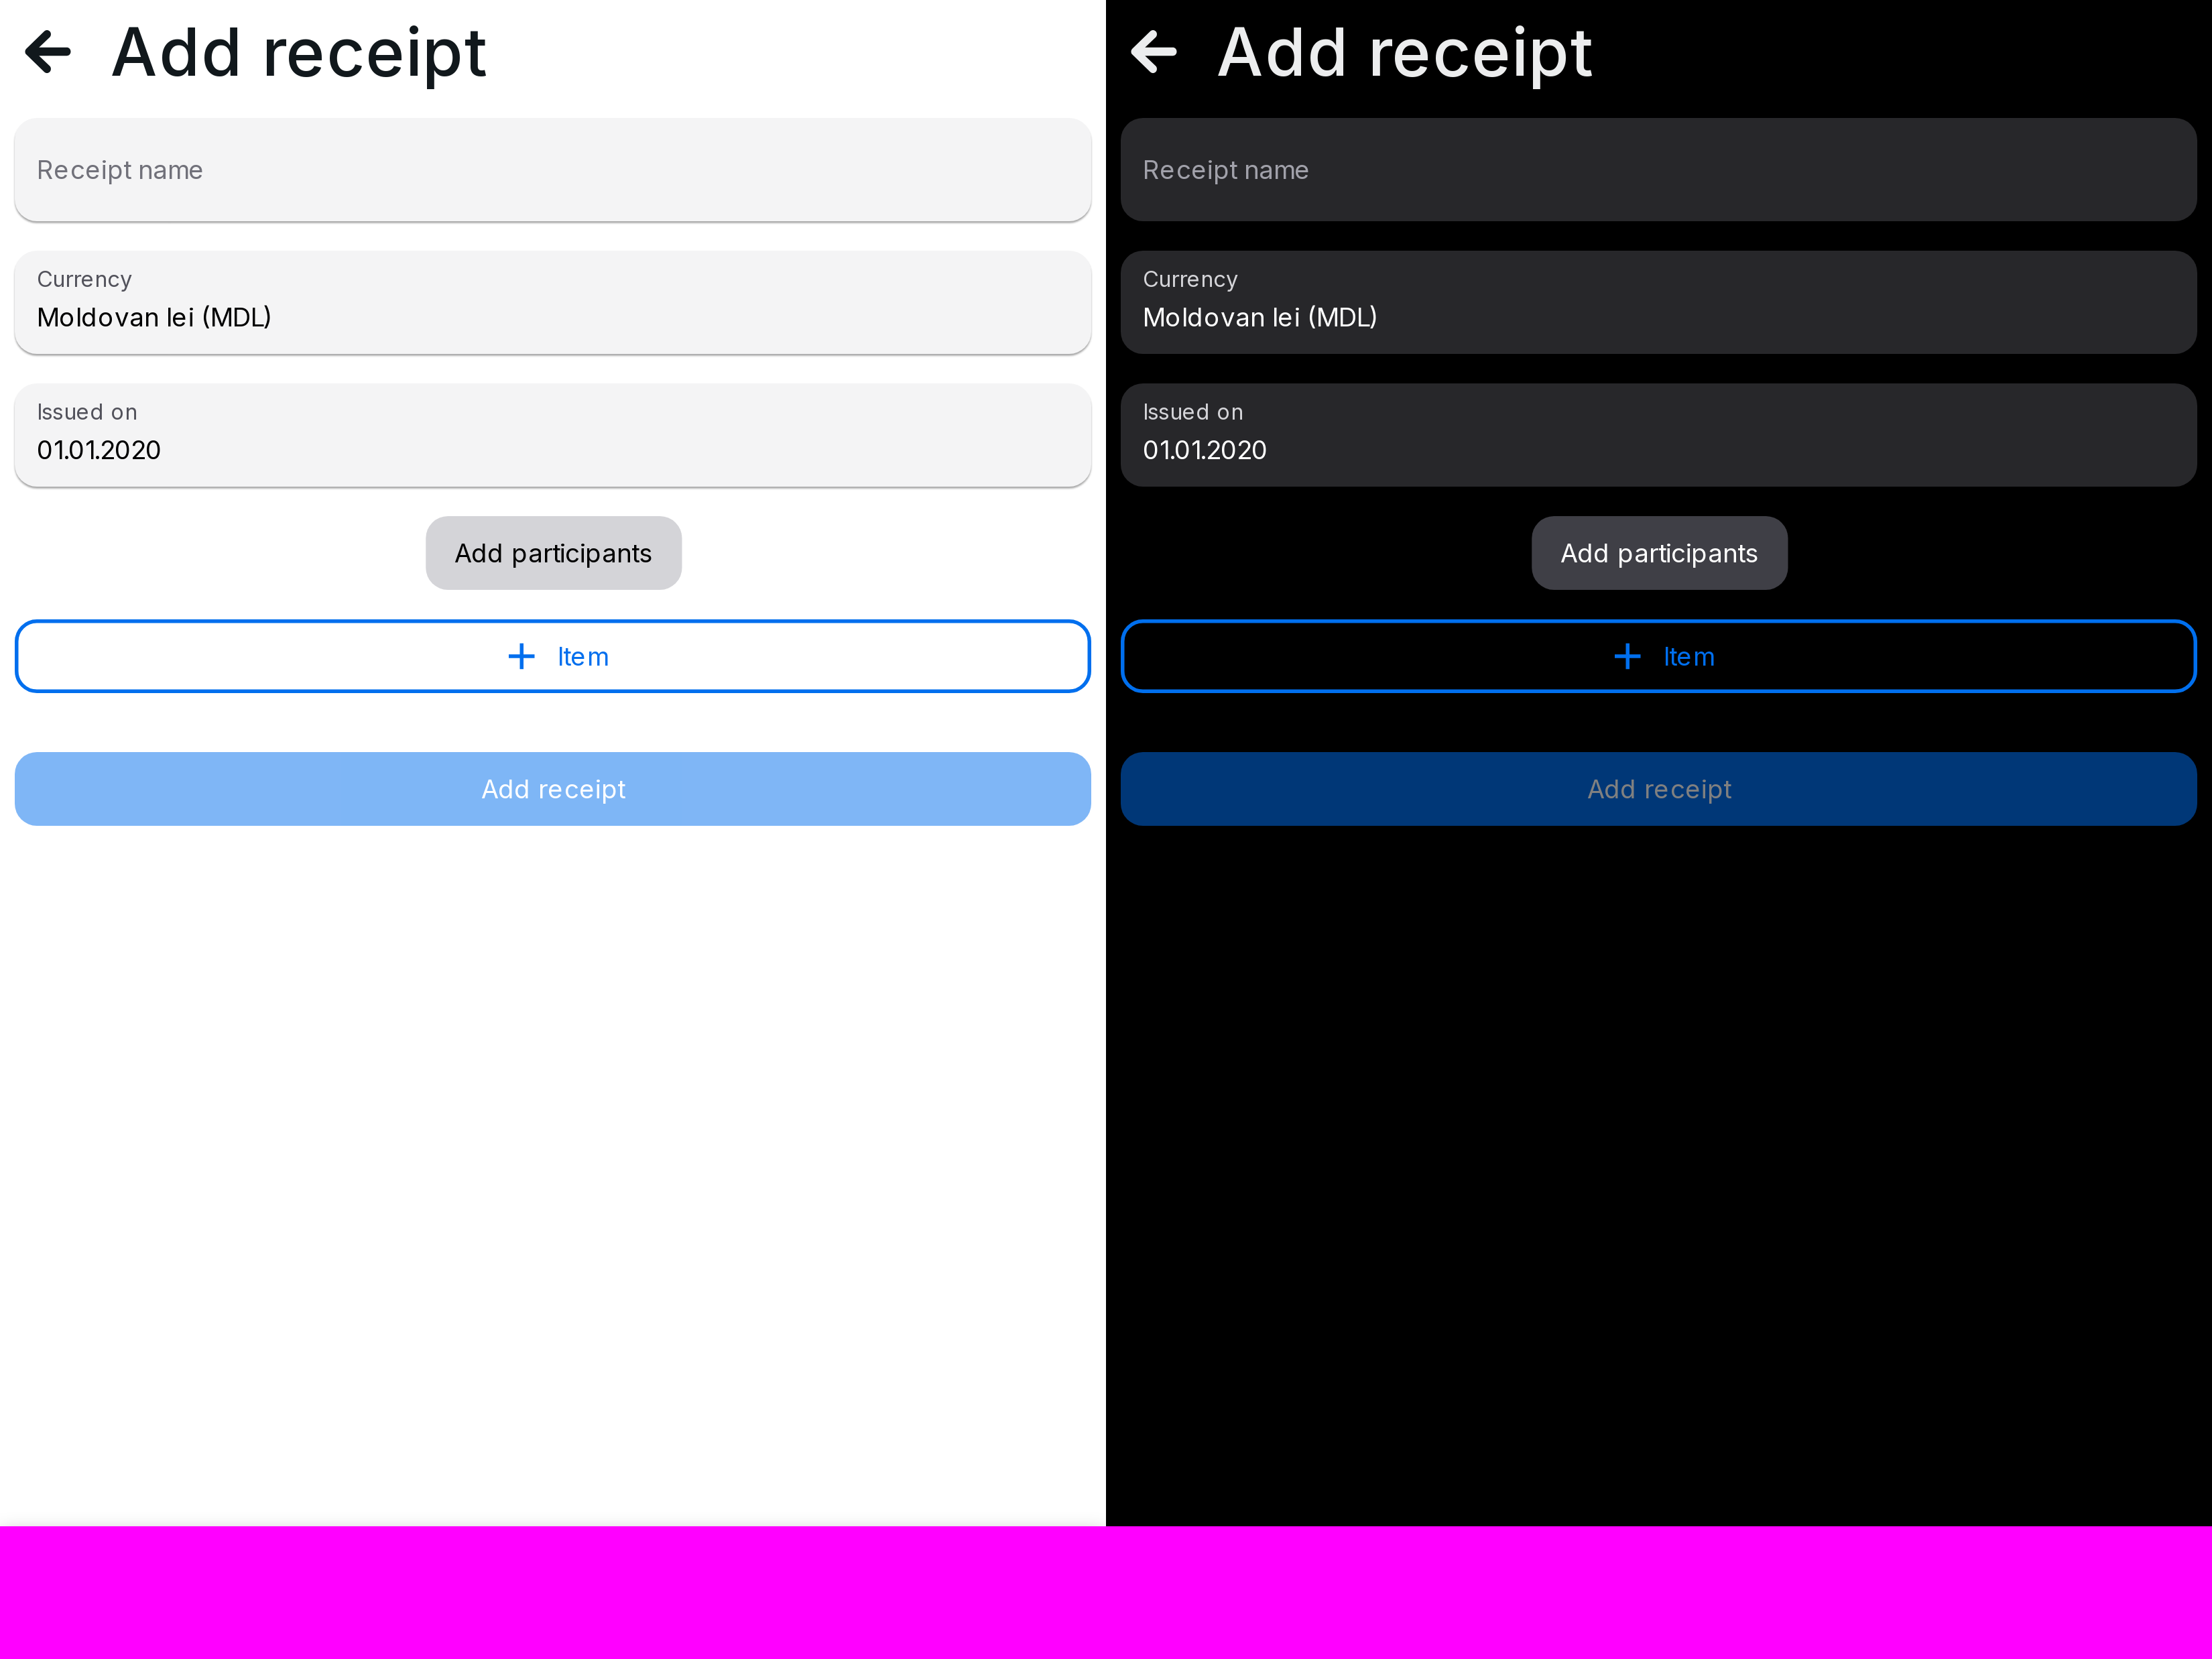 Add receipt
Receipt name
Currency
Moldovan lei (MDL)
Issued on
01.01.2020
Add participants
Item
Add receipt
Add receipt
Receipt name
Currency
Moldovan lei (MDL)
Issued on
01.01.2020
Add participants
Item
Add receipt